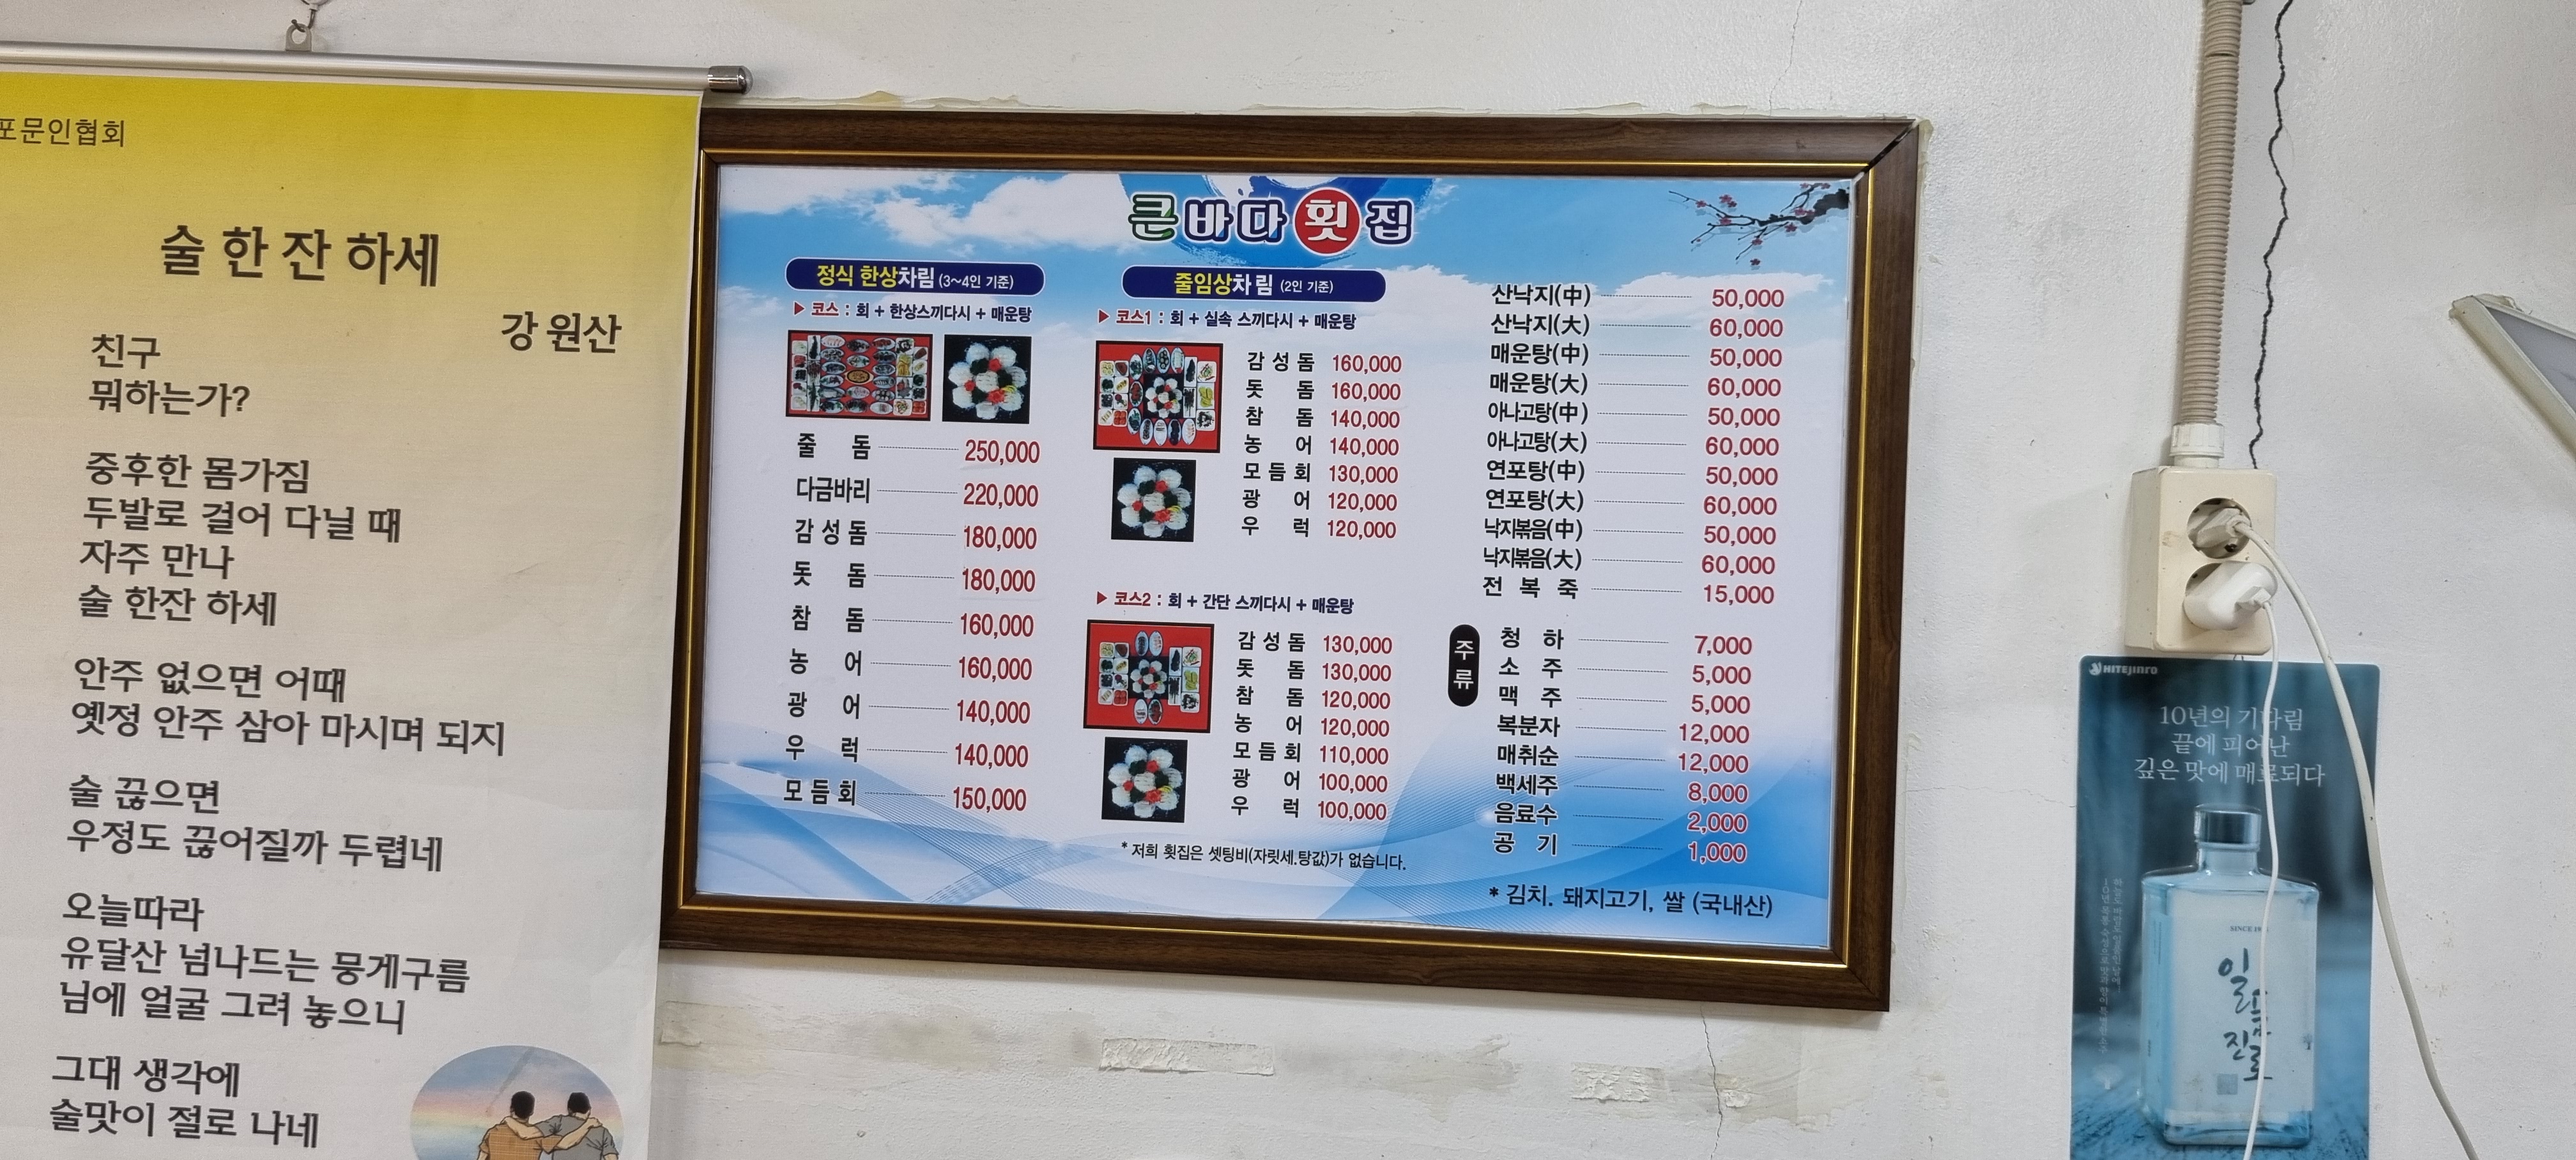 포문인협회
술 한 잔 하세
강 원산
친구
뭐하는가?
중후한 몸가짐
두발로 걸어 다닐 때
자주 만나
술 한잔 하세
안주 없으면 어때
옛정 안주 삼아 마시며 되지
술 끊으면
우정도 끊어질까 두렵네
오늘따라
유달산 넘나드는 뭉게구름
님에 얼굴 그려 놓으니
그대 생각에
술맛이 절로 나네
큰바다횟집
정식 한상차림 (3~4인 기준)
▶ 코스 : 회 + 한상스끼다시 + 매운탕
줄돔 250,000
다금바리 220,000
감성돔 180,000
돗돔 180,000
참돔 160,000
농어 160,000
광어 140,000
우럭 140,000
모듬회 150,000
줄임상차림 (2인 기준)
▶ 코스1 : 회 + 실속 스끼다시 + 매운탕
감성돔 160,000
돗돔 160,000
참돔 140,000
농어 140,000
모듬회 130,000
광어 120,000
우럭 120,000
▶ 코스2 : 회 + 간단 스끼다시 + 매운탕
감성돔 130,000
돗돔 130,000
참돔 120,000
농어 120,000
모듬회 110,000
광어 100,000
우럭 100,000
* 저희 횟집은 셋팅비(자릿세.탕값)가 없습니다.
산낙지(中) 50,000
산낙지(大) 60,000
매운탕(中) 50,000
매운탕(大) 60,000
아나고탕(中) 50,000
아나고탕(大) 60,000
연포탕(中) 50,000
연포탕(大) 60,000
낙지볶음(中) 50,000
낙지볶음(大) 60,000
전복죽 15,000
주류
청하 7,000
소주 5,000
맥주 5,000
복분자 12,000
매취순 12,000
백세주 8,000
음료수 2,000
공기 1,000
* 김치. 돼지고기, 쌀 (국내산)
HITEJINRO
10년의 기다림
끝에 피어난
깊은 맛에 매료되다
SINCE
일품
진로